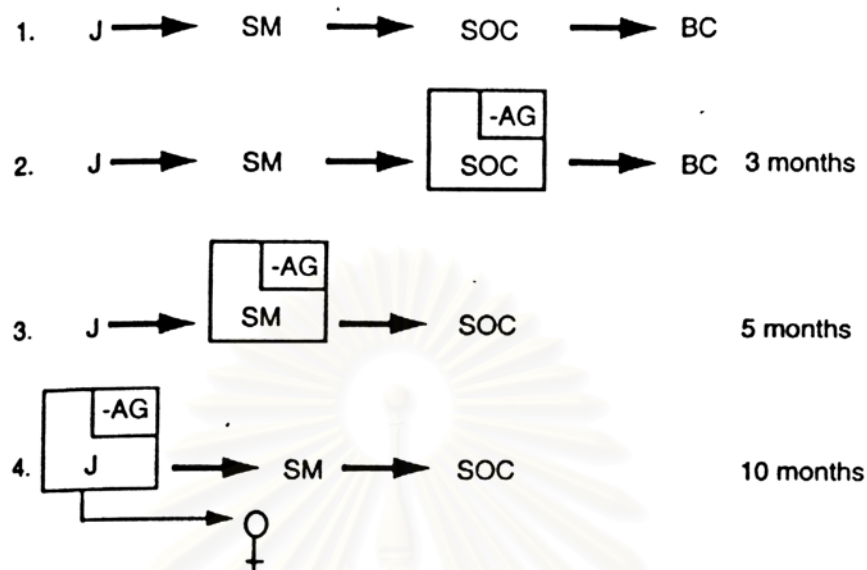 1. J SM SOC BC
-AG
2. J SM SOC BC 3 months
-AG
3. J SM SOC 5 months
-AG
4. J SM SOC 10 months